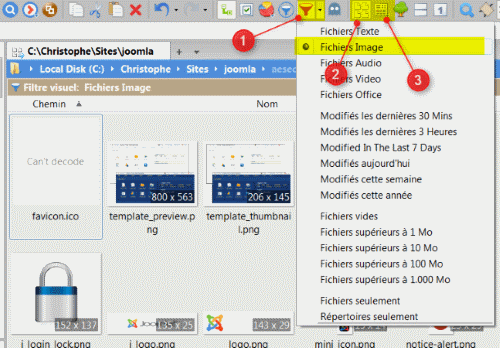 1
C:\Christophe\Sites\joomla
Local Disk (C:) Christophe Sites joomla
Filtre visuel: Fichiers Image
Chemin Nom
Can't decode
favicon.ico
800 x 563
template_preview.p
ng
206 x 145
template_thumbnai
l.png
152 x 137
j_login_lock.png
135 x 25
j_logo.png
143 x 29
logo.png
mini_icon.png
notice-alert.png
Fichiers Texte
Fichiers Image
Fichiers Audio
Fichiers Video
Fichiers Office
2
3
Modifiés les dernières 30 Mins
Modifiés les dernières 3 Heures
Modified In The Last 7 Days
Modifiés aujourd'hui
Modifiés cette semaine
Modifiés cette année
Fichiers vides
Fichiers supérieurs à 1 Mo
Fichiers supérieurs à 10 Mo
Fichiers supérieurs à 100 Mo
Fichiers supérieurs à 1.000 Mo
Fichiers seulement
Répertoires seulement